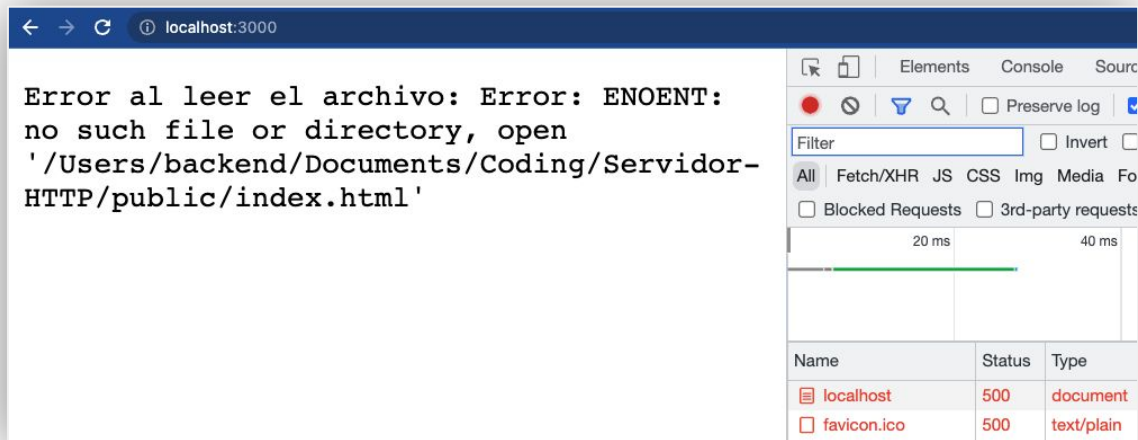 localhost:3000
Error al leer el archivo: Error: ENOENT:
no such file or directory, open
'/Users/backend/Documents/Coding/Servidor-
HTTP/public/index.html'
Elements Console Sourc
Preserve log
Filter Invert
All Fetch/XHR JS CSS Img Media Fo
Blocked Requests 3rd-party requests
20 ms 40 ms
Name Status Type
localhost 500 document
favicon.ico 500 text/plain